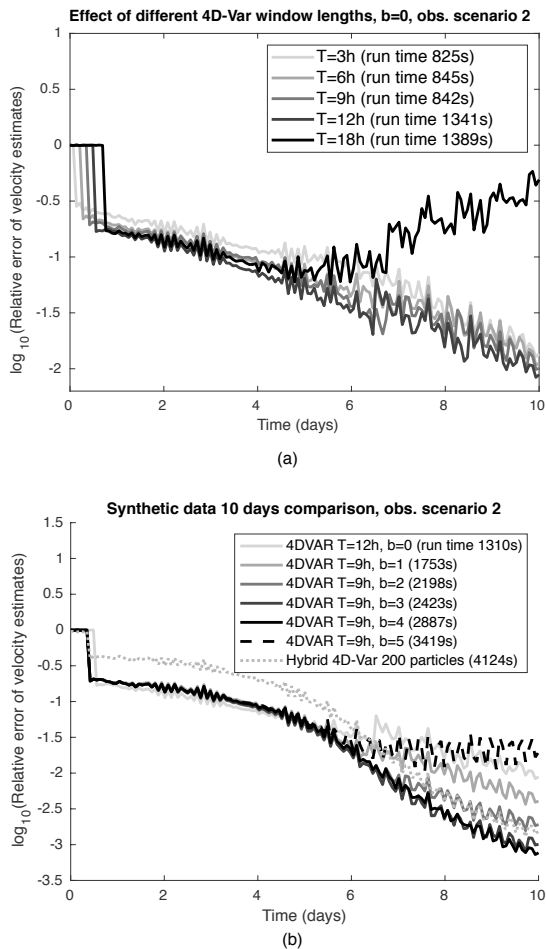 Effect of different 4D-Var window lengths, b=0, obs. scenario 2
1
0.5
0
-0.5
-1
-1.5
-2
log10(Relative error of velocity estimates)
T=3h (run time 825s)
T=6h (run time 845s)
T=9h (run time 842s)
T=12h (run time 1341s)
T=18h (run time 1389s)
0 2 4 6 8 10
Time (days)
(a)
Synthetic data 10 days comparison, obs. scenario 2
1.5
1
0.5
0
-0.5
-1
-1.5
-2
-2.5
-3
-3.5
log10(Relative error of velocity estimates)
4DVAR T=12h, b=0 (run time 1310s)
4DVAR T=9h, b=1 (1753s)
4DVAR T=9h, b=2 (2198s)
4DVAR T=9h, b=3 (2423s)
4DVAR T=9h, b=4 (2887s)
4DVAR T=9h, b=5 (3419s)
Hybrid 4D-Var 200 particles (4124s)
0 2 4 6 8 10
Time (days)
(b)